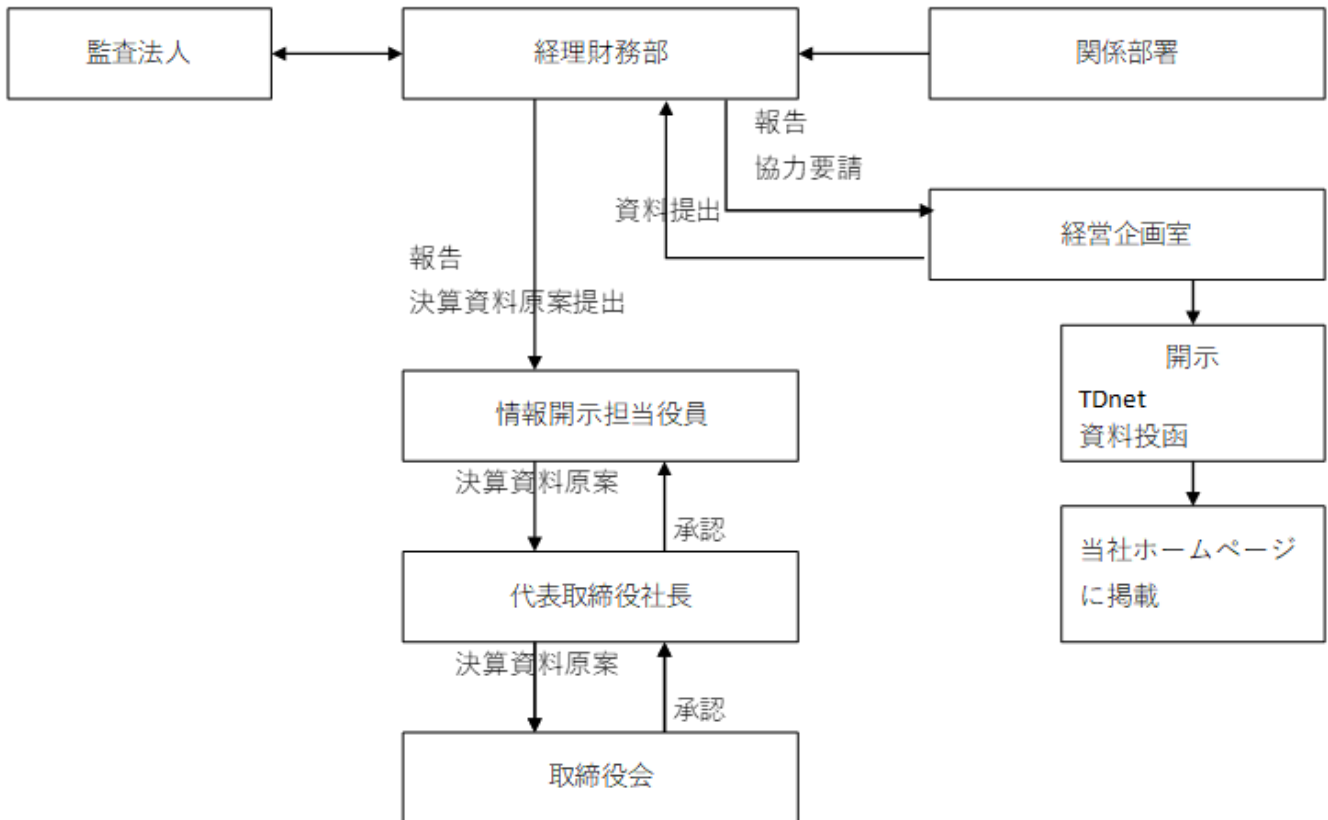 監査法人
経理財務部
関係部署
報告
協力要請
資料提出
経営企画室
報告
決算資料原案提出
開示
TDnet
資料投函
情報開示担当役員
決算資料原案
承認
当社ホームページ
に掲載
代表取締役社長
決算資料原案
承認
取締役会